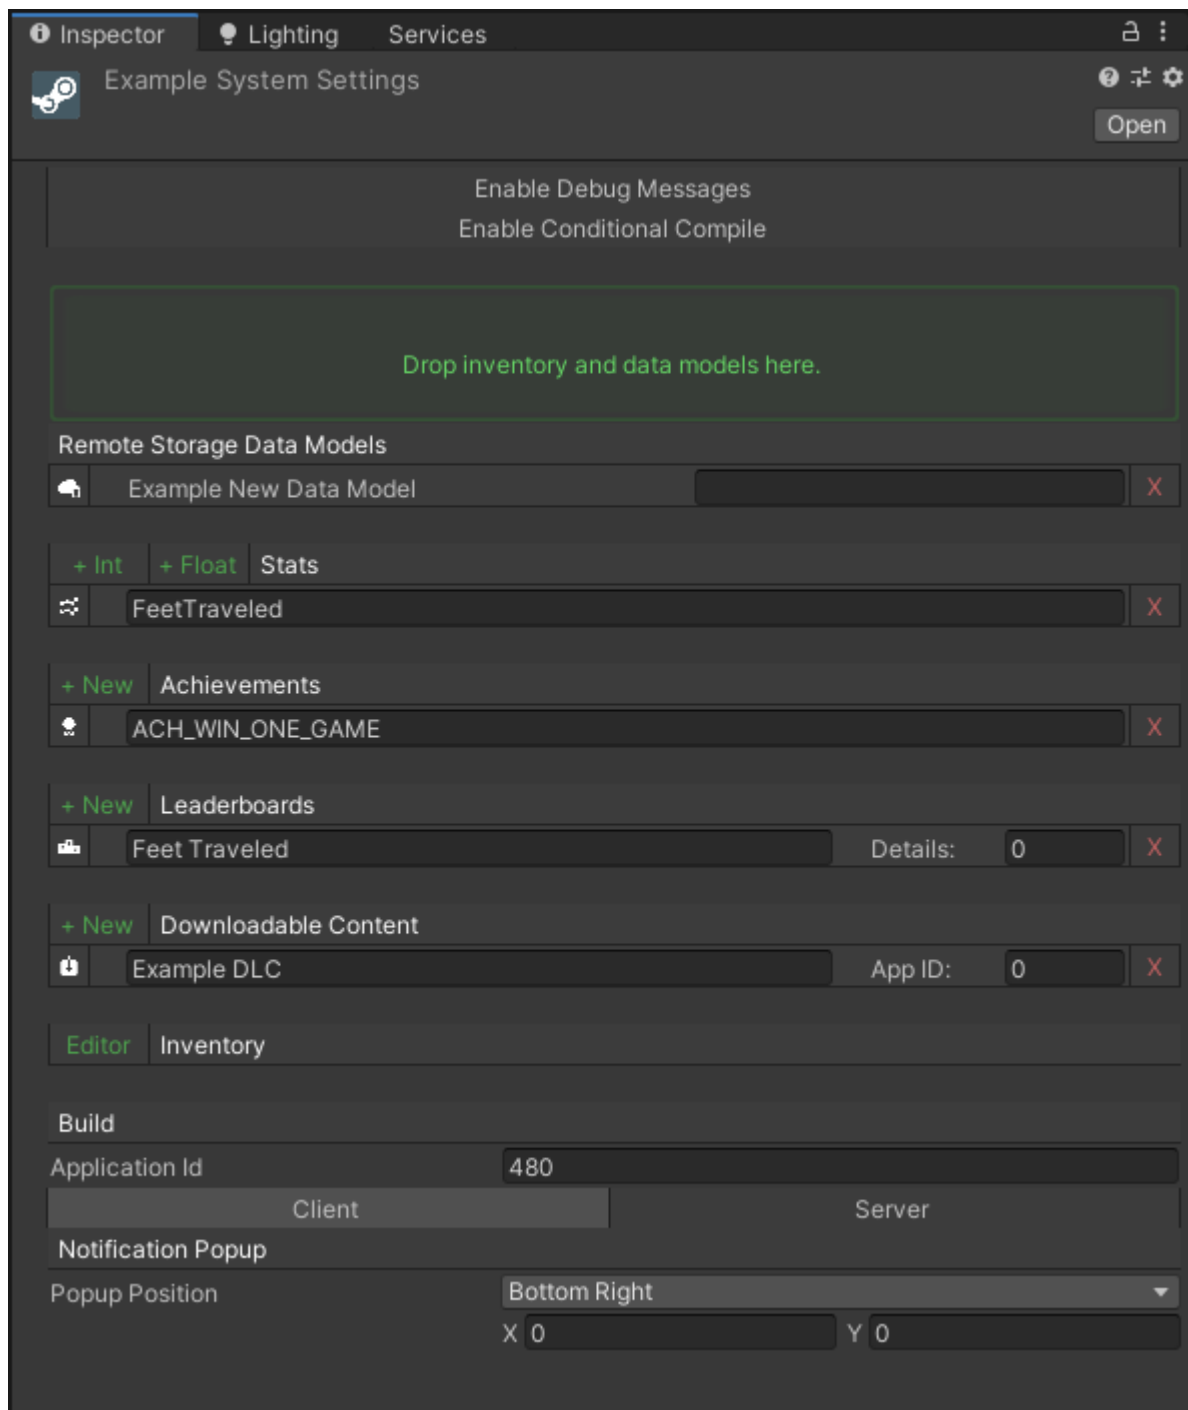 Inspector Lighting Services
Example System Settings
Open
Enable Debug Messages
Enable Conditional Compile
Drop inventory and data models here.
Remote Storage Data Models
Example New Data Model X
+ Int + Float Stats
FeetTraveled X
+ New Achievements
ACH_WIN_ONE_GAME X
+ New Leaderboards
Feet Traveled Details: 0 X
+ New Downloadable Content
Example DLC App ID: 0 X
Editor Inventory
Build
Application Id 480
Client Server
Notification Popup
Popup Position Bottom Right
X 0 Y 0